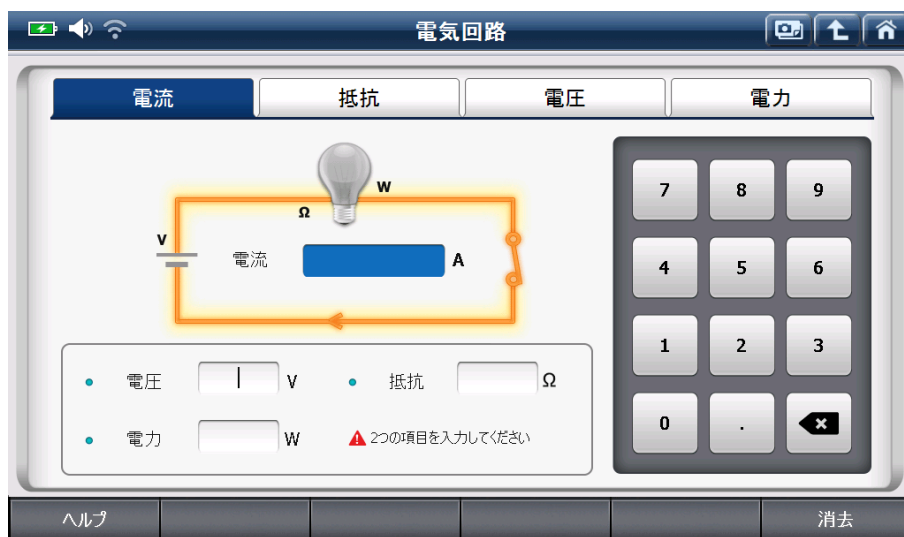 電気回路
電流 抵抗 電圧 電力
W
Ω
V
電流 A
7 8 9
4 5 6
1 2 3
0 .
電圧 V 抵抗 Ω
電力 W 2つの項目を入力してください
ヘルプ 消去